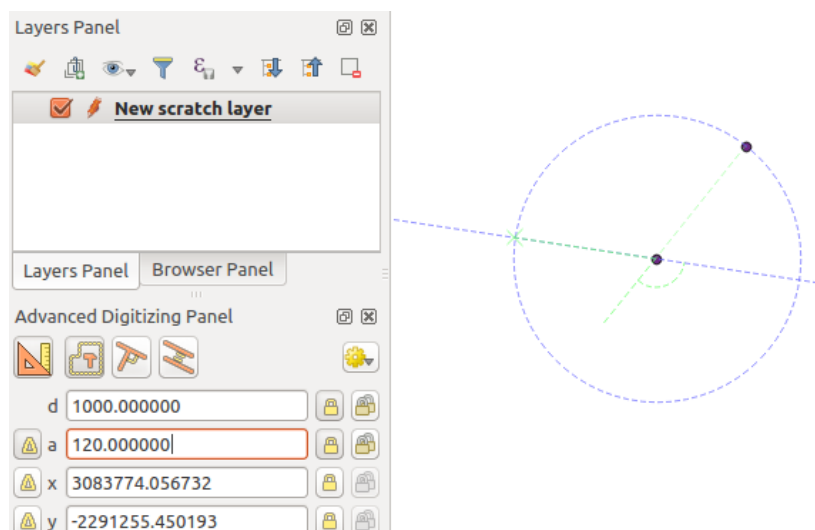 Layers Panel
New scratch layer
Layers Panel Browser Panel
Advanced Digitizing Panel
d 1000.000000
a 120.000000
x 3083774.056732
y -2291255.450193